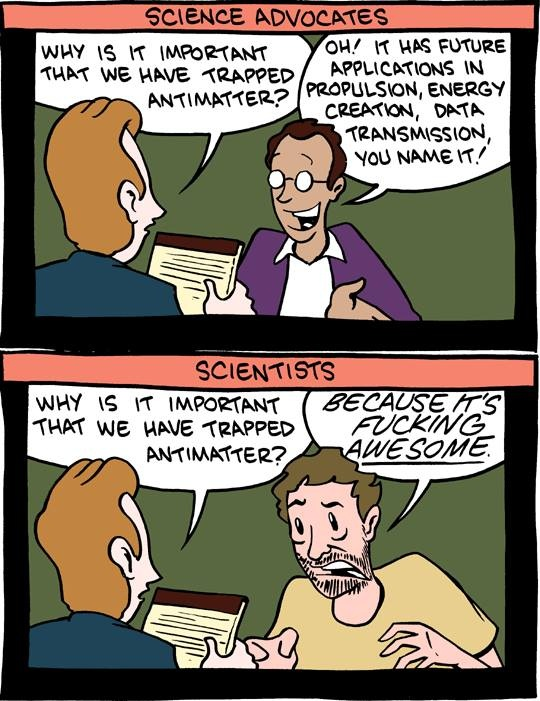 SCIENCE ADVOCATES
WHY IS IT IMPORTANT
THAT WE HAVE TRAPPED
ANTIMATTER?
OH! IT HAS FUTURE
APPLICATIONS IN
PROPULSION, ENERGY
CREATION, DATA
TRANSMISSION,
YOU NAME IT!
SCIENTISTS
WHY IS IT IMPORTANT
THAT WE HAVE TRAPPED
ANTIMATTER?
BECAUSE IT'S
FUCKING
AWESOME.